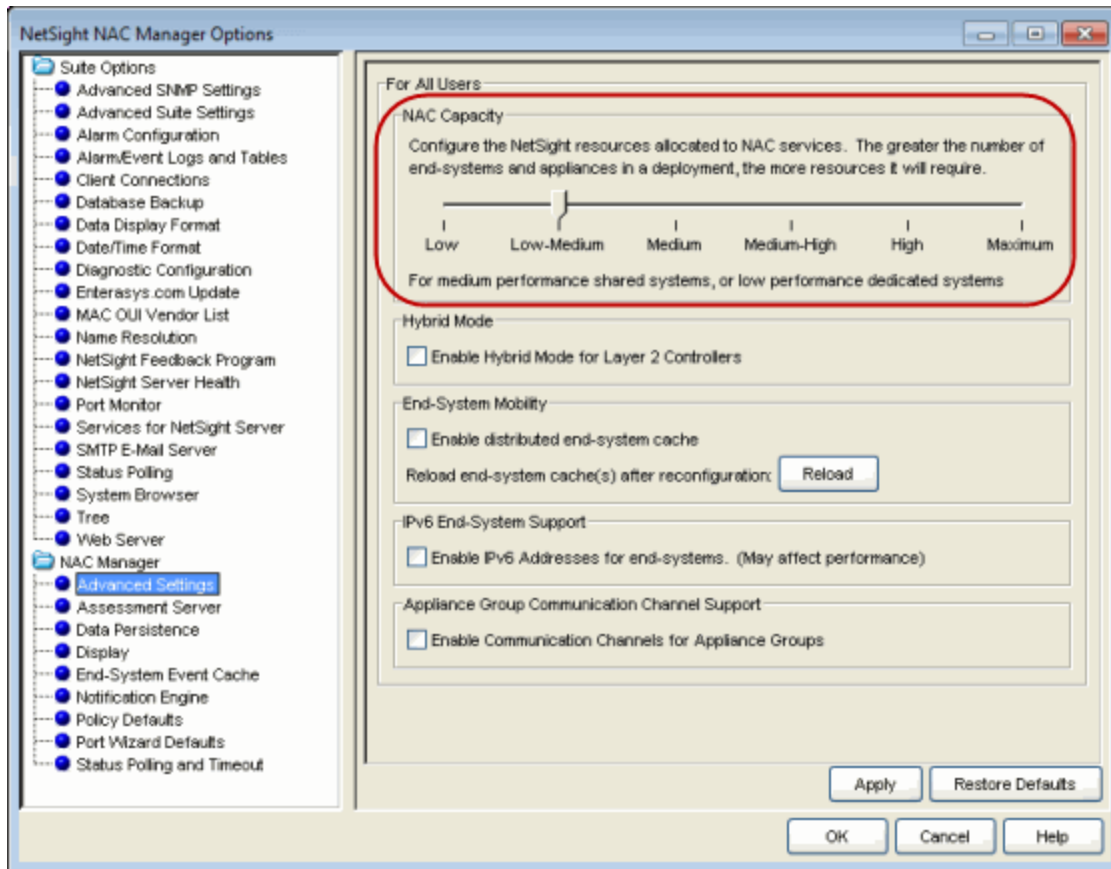 NetSight NAC Manager Options
Suite Options
Advanced SNMP Settings
Advanced Suite Settings
Alarm Configuration
Alarm/Event Logs and Tables
Client Connections
Database Backup
Data Display Format
Date/Time Format
Diagnostic Configuration
Enterasys.com Update
MAC OUI Vendor List
Name Resolution
NetSight Feedback Program
NetSight Server Health
Port Monitor
Services for NetSight Server
SMTP E-Mail Server
Status Polling
System Browser
Tree
Web Server
NAC Manager
Advanced Settings
Assessment Server
Data Persistence
Display
End-System Event Cache
Notification Engine
Policy Defaults
Port Wizard Defaults
Status Polling and Timeout
For All Users
NAC Capacity
Configure the NetSight resources allocated to NAC services. The greater the number of
end-systems and appliances in a deployment, the more resources it will require.
Low Low-Medium Medium Medium-High High Maximum
For medium performance shared systems, or low performance dedicated systems
Hybrid Mode
Enable Hybrid Mode for Layer 2 Controllers
End-System Mobility
Enable distributed end-system cache
Reload end-system cache(s) after reconfiguration: Reload
IPv6 End-System Support
Enable IPv6 Addresses for end-systems. (May affect performance)
Appliance Group Communication Channel Support
Enable Communication Channels for Appliance Groups
Apply Restore Defaults
OK Cancel Help